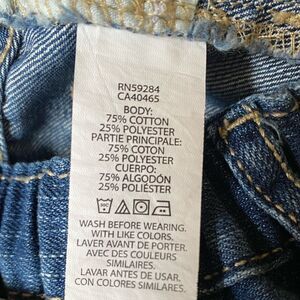 RN59284
CA40465
BODY:
75% COTTON
25% POLYESTER
PARTIE PRINCIPALE:
75% COTON
25% POLYESTER
CUERPO:
75% ALGODÓN
25% POLIÉSTER
WASH BEFORE WEARING.
WITH LIKE COLORS.
LAVER AVANT DE PORTER.
AVEC DES COULEURS
SIMILAIRES.
LAVAR ANTES DE USAR.
CON COLORES SIMILARES.